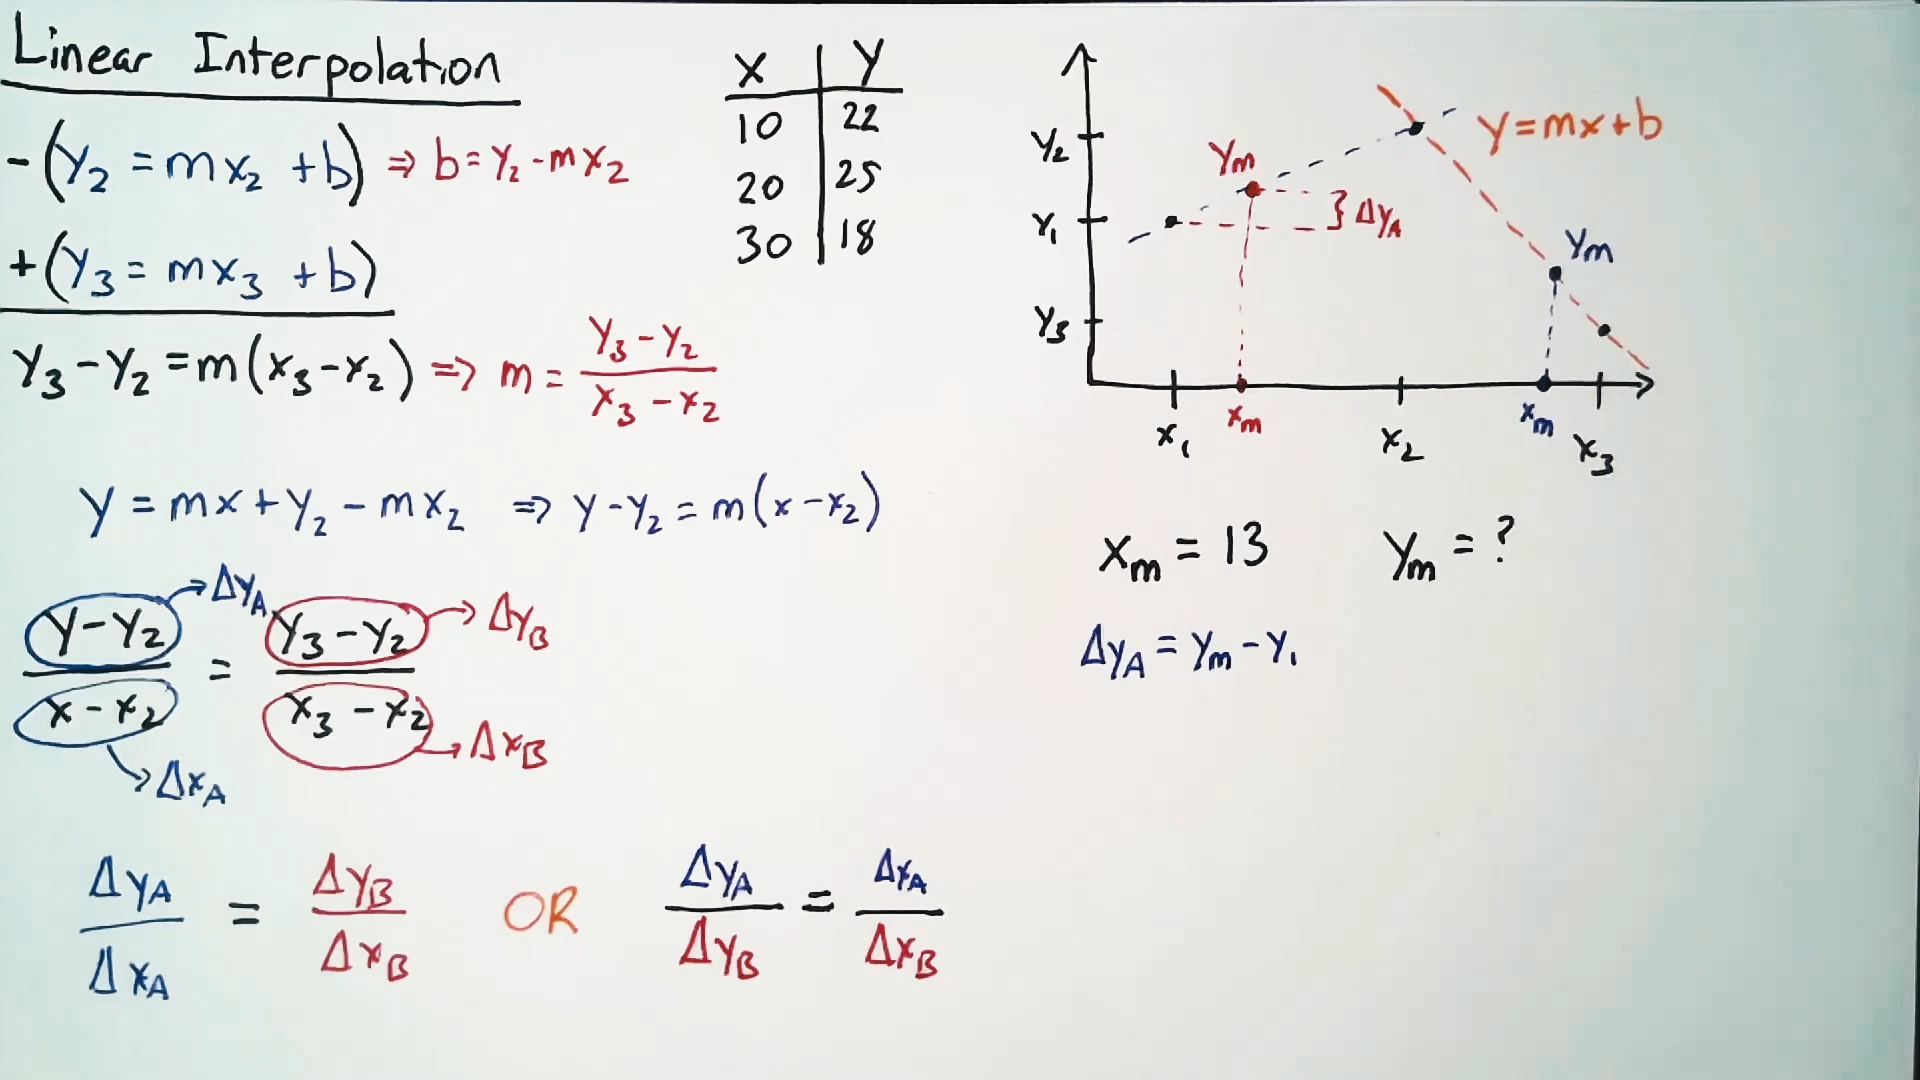 Linear Interpolation
-(Y₂ = mx₂ + b) ⇒ b = Y₂ - mx₂
+(Y₃ = mx₃ + b)
Y₃ - Y₂ = m(x₃ - x₂) ⇒ m = Y₃ - Y₂ / x₃ - x₂
y = mx + y₂ - mx₂ ⇒ y - y₂ = m(x - x₂)
y - y₂ / x - x₂ = y₃ - y₂ / x₃ - x₂
ΔyA
ΔyB
ΔxA
ΔxB
ΔyA / ΔxA = ΔyB / ΔxB OR ΔyA / ΔyB = ΔxA / ΔxB
X Y
10 22
20 25
30 18
y = mx + b
Y₂
Ym
Y₁
} ΔyA
Ym
Y₃
x₁ xm x₂ xm x₃
xm = 13 Ym = ?
ΔyA = Ym - Y₁